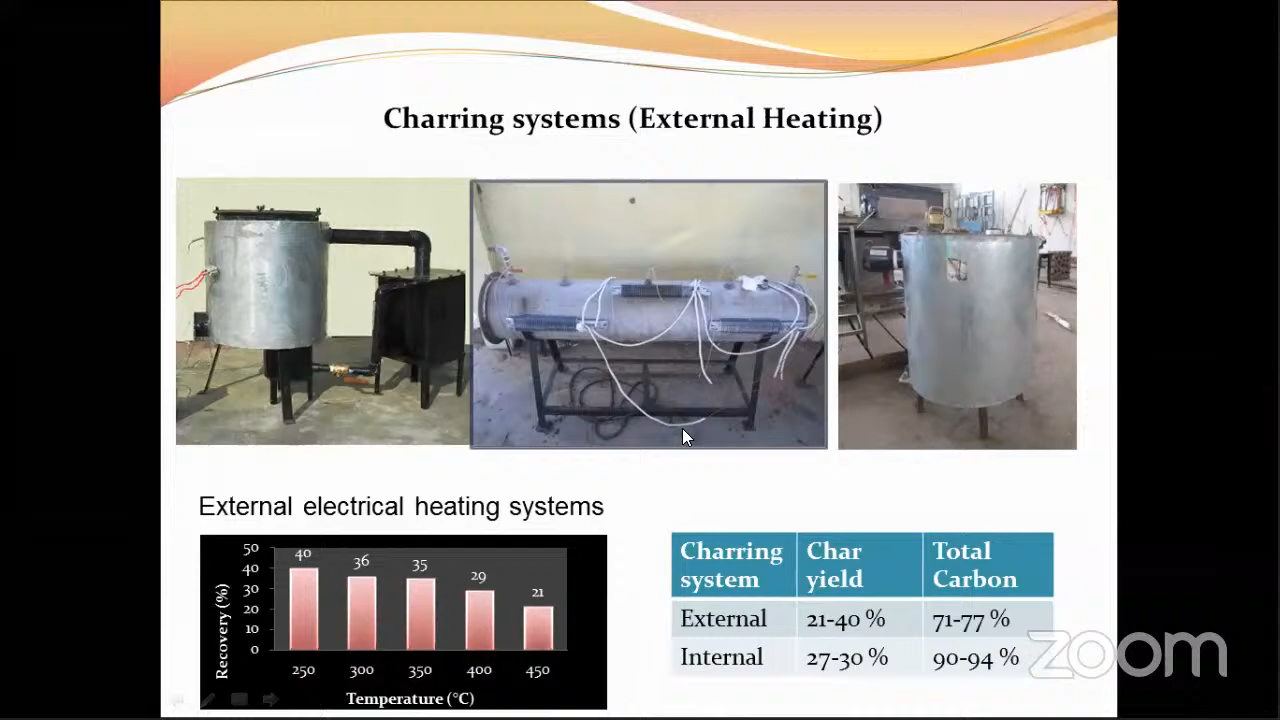 Charring systems (External Heating)
External electrical heating systems
50
40
30
20
10
0
Recovery (%)
40
36
35
29
21
250
300
350
400
450
Temperature (°C)
Charring system
Char yield
Total Carbon
External
21-40 %
71-77 %
Internal
27-30 %
90-94 %
zoom